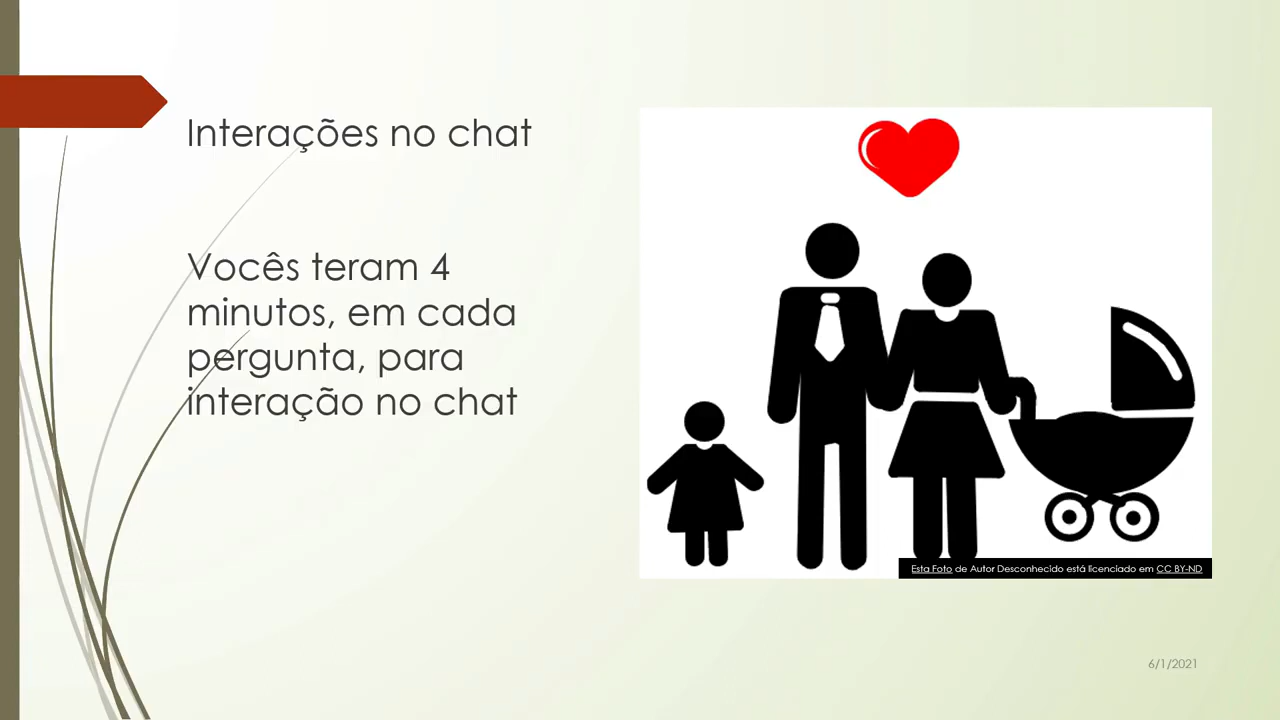 Interações no chat
Vocês teram 4
minutos, em cada
pergunta, para
interação no chat
Esta Foto de Autor Desconhecido está licenciado em CC BY-ND
6/1/2021